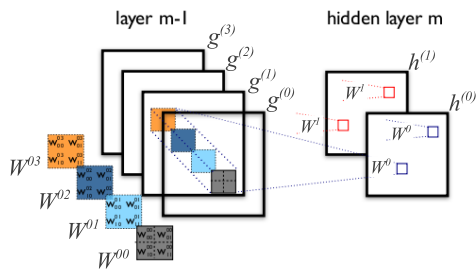 layer m-1
hidden layer m
g^(3)
g^(2)
g^(1)
g^(0)
h^(1)
h^(0)
W^1
W^1
W^0
W^0
W^03
W^02
W^01
W^00